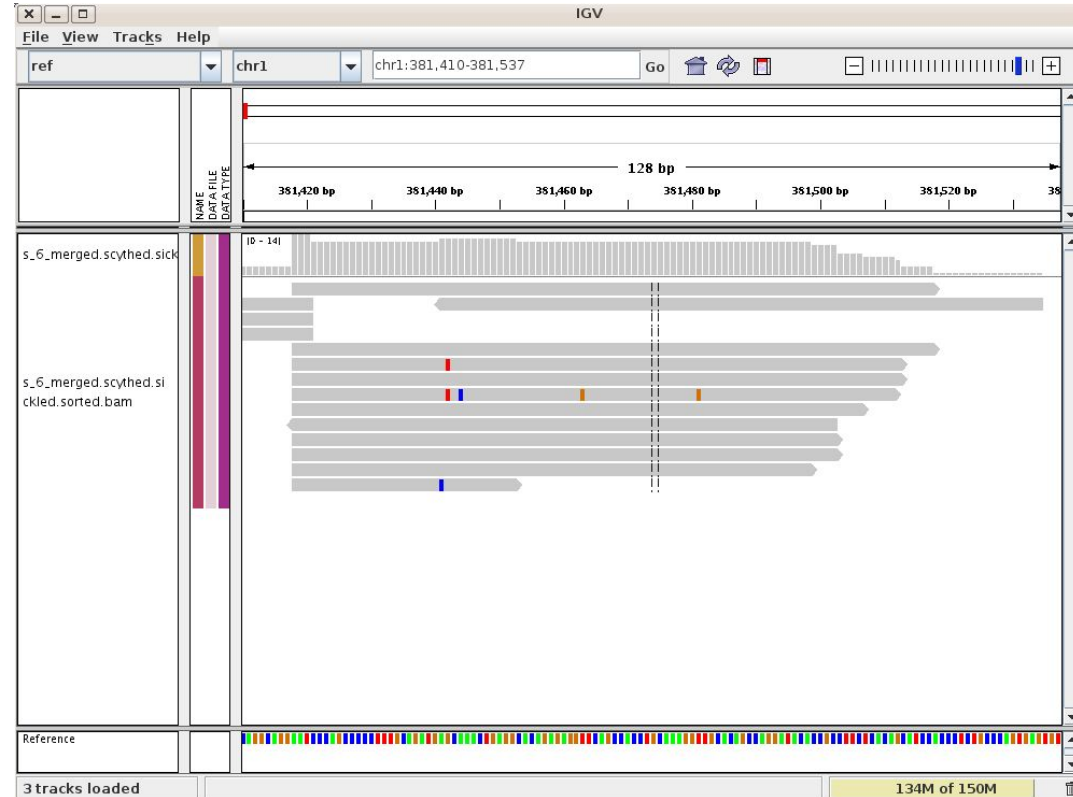 IGV
File View Tracks Help
ref chr1 chr1:381,410-381,537 Go
NAME
DATA FILE
DATA TYPE
128 bp
381,420 bp 381,440 bp 381,460 bp 381,480 bp 381,500 bp 381,520 bp 38
s_6_merged.scythed.sick
[0 - 14]
s_6_merged.scythed.si
ckled.sorted.bam
Reference
3 tracks loaded 134M of 150M